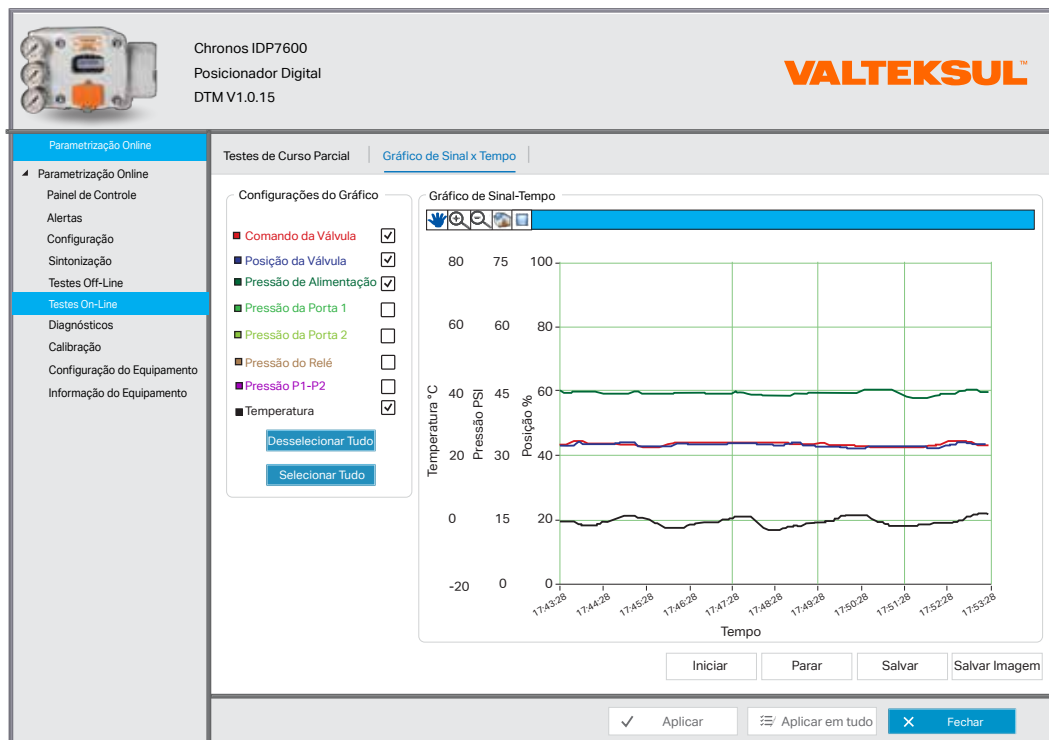 Chronos IDP7600
Posicionador Digital
DTM V1.0.15
VALTEKSUL™
Parametrização Online
Parametrização Online
Painel de Controle
Alertas
Configuração
Sintonização
Testes Off-Line
Testes On-Line
Diagnósticos
Calibração
Configuração do Equipamento
Informação do Equipamento
Testes de Curso Parcial
Gráfico de Sinal x Tempo
Configurações do Gráfico
Comando da Válvula
Posição da Válvula
Pressão de Alimentação
Pressão da Porta 1
Pressão da Porta 2
Pressão do Relé
Pressão P1-P2
Temperatura
Desselecionar Tudo
Selecionar Tudo
Gráfico de Sinal-Tempo
80 75 100
60 60 80
40 45 60
20 30 40
0 15 20
-20 0 0
Temperatura °C
Pressão PSI
Posição %
17:43:28 17:44:28 17:45:28 17:46:28 17:47:28 17:48:28 17:49:28 17:50:28 17:51:28 17:52:28 17:53:28
Tempo
Iniciar Parar Salvar Salvar Imagem
Aplicar Aplicar em tudo Fechar